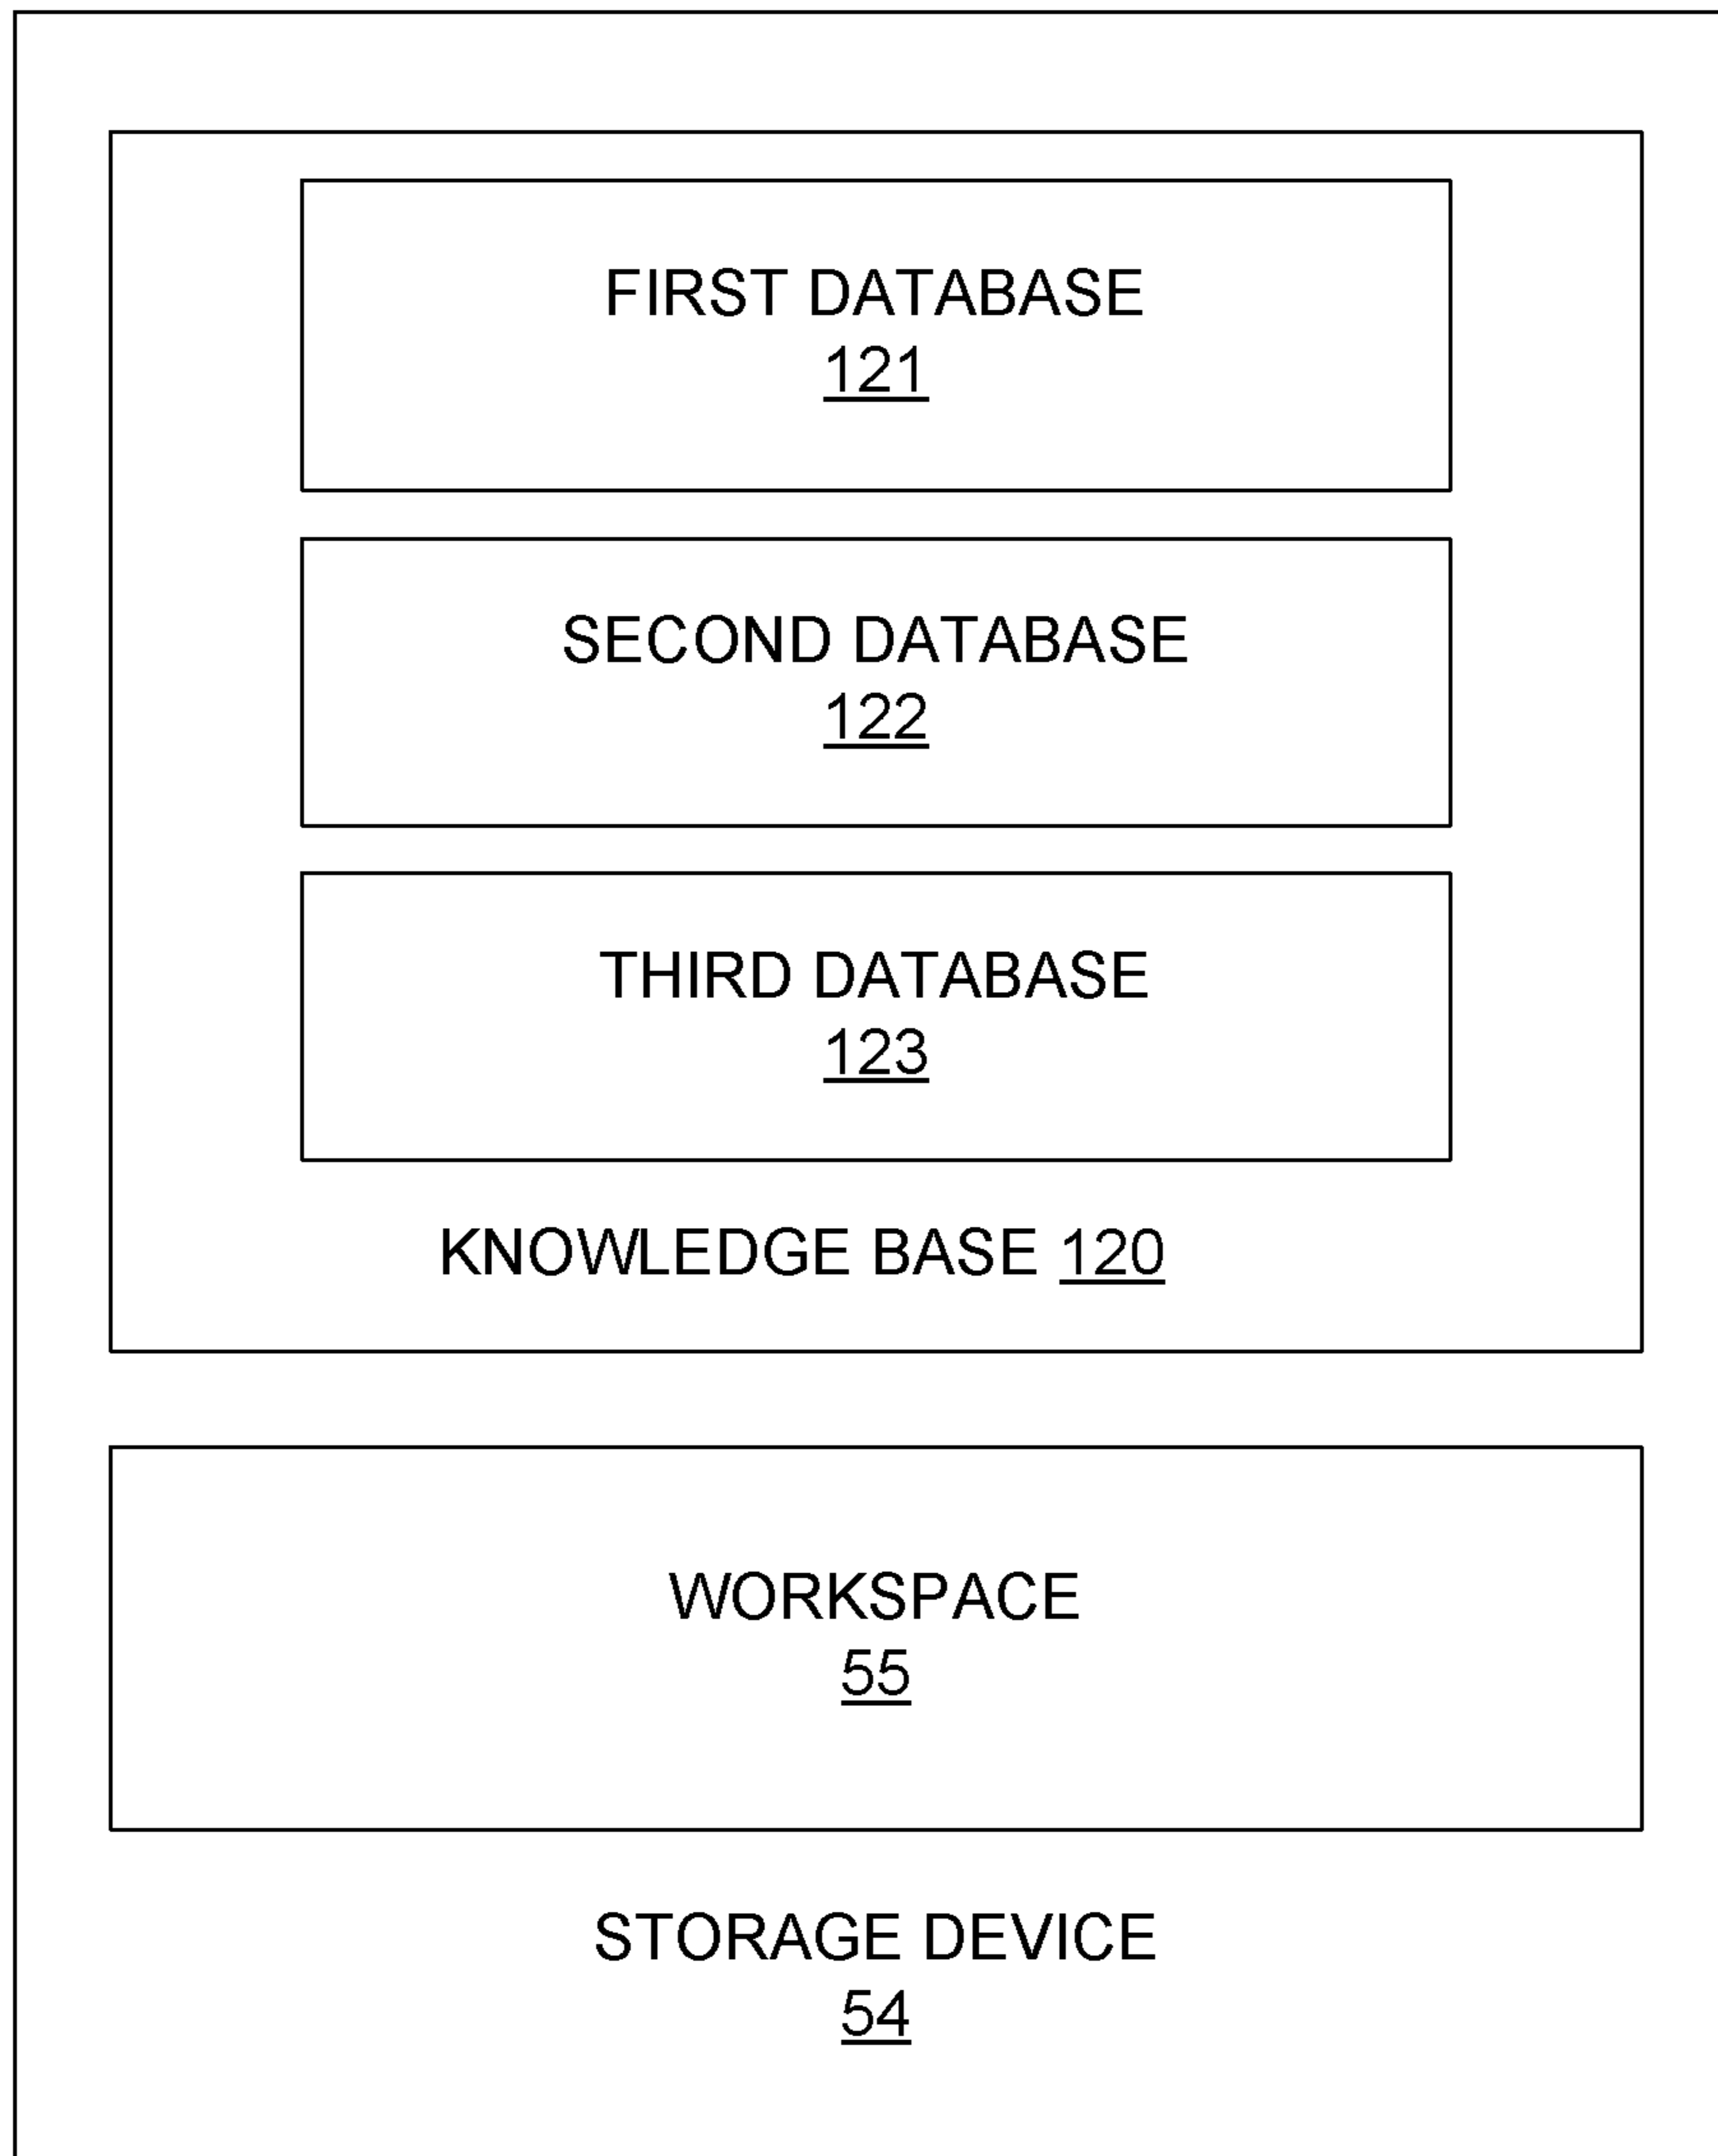 FIRST DATABASE
121
SECOND DATABASE
122
THIRD DATABASE
123
KNOWLEDGE BASE 120
WORKSPACE
55
STORAGE DEVICE
54